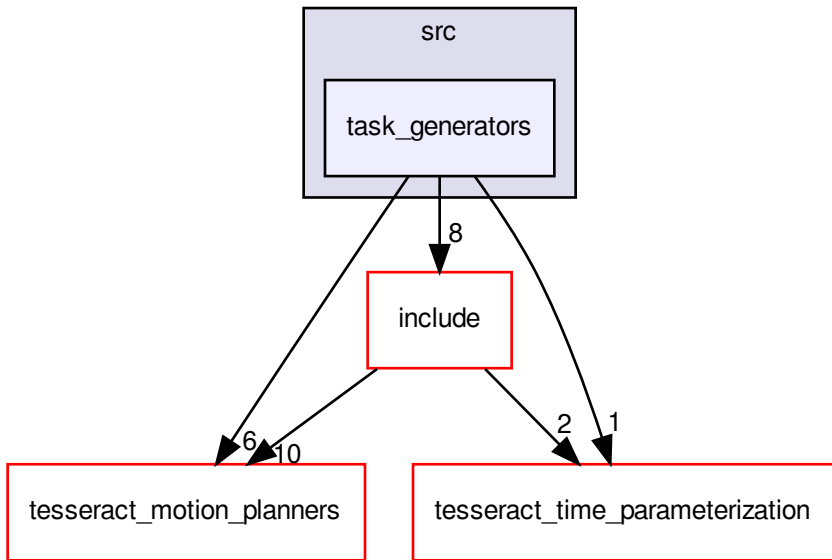 src
task_generators
8
include
6
10
2
1
tesseract_motion_planners
tesseract_time_parameterization